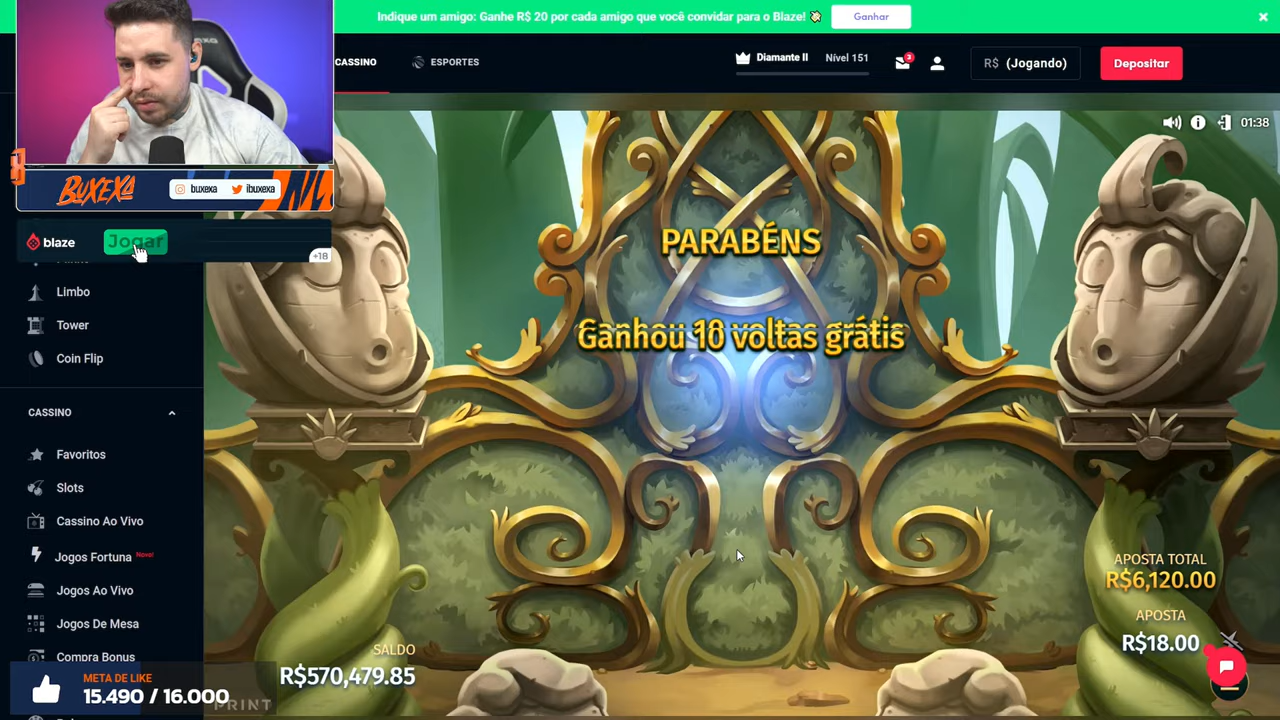 Indique um amigo: Ganhe R$ 20 por cada amigo que você convidar para o Blaze!
Ganhar
CASSINO
ESPORTES
Diamante II
Nível 151
3
R$ (Jogando)
Depositar
01:38
BUXEXA
buxexa
ibuxexa
blaze
Jogar
+18
Limbo
Tower
Coin Flip
CASSINO
Favoritos
Slots
Cassino Ao Vivo
Jogos Fortuna Novo!
Jogos Ao Vivo
Jogos De Mesa
Compra Bonus
PARABÉNS
Ganhou 10 voltas grátis
APOSTA TOTAL
R$6,120.00
APOSTA
R$18.00
SALDO
R$570,479.85
META DE LIKE
15.490 / 16.000
PRINT